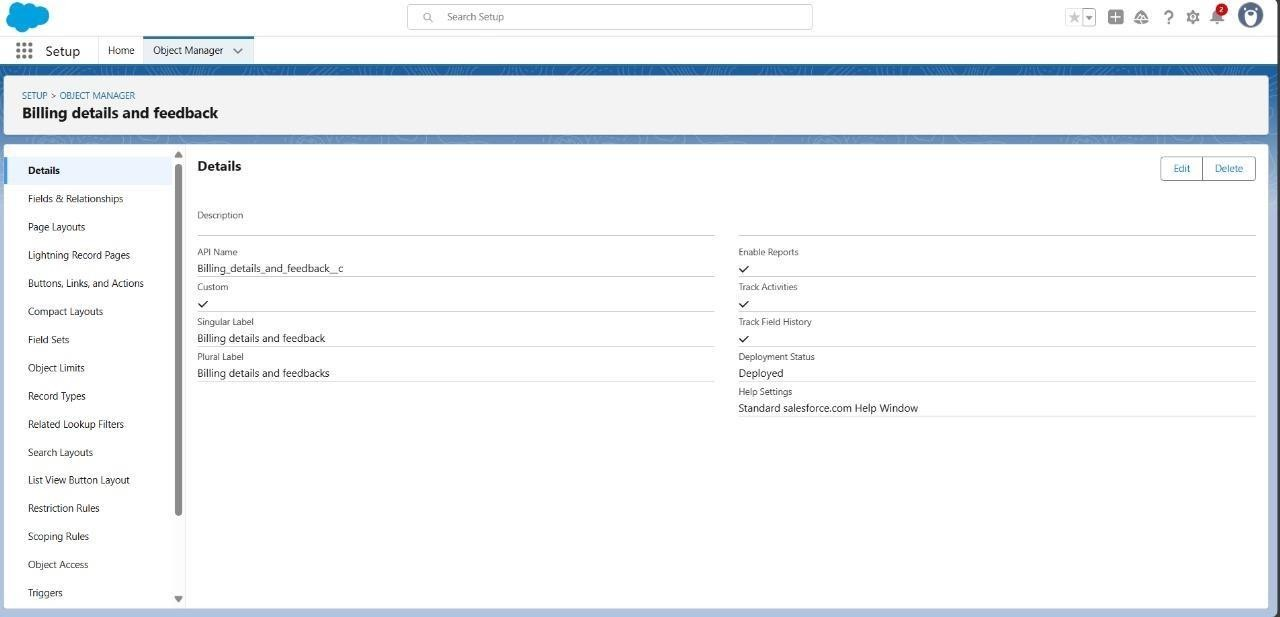 Search Setup
2
Setup
Home
Object Manager
SETUP > OBJECT MANAGER
Billing details and feedback
Details
Fields & Relationships
Page Layouts
Lightning Record Pages
Buttons, Links, and Actions
Compact Layouts
Field Sets
Object Limits
Record Types
Related Lookup Filters
Search Layouts
List View Button Layout
Restriction Rules
Scoping Rules
Object Access
Triggers
Details
Edit
Delete
Description
API Name
Billing_details_and_feedback__c
Custom
Singular Label
Billing details and feedback
Plural Label
Billing details and feedbacks
Enable Reports
Track Activities
Track Field History
Deployment Status
Deployed
Help Settings
Standard salesforce.com Help Window